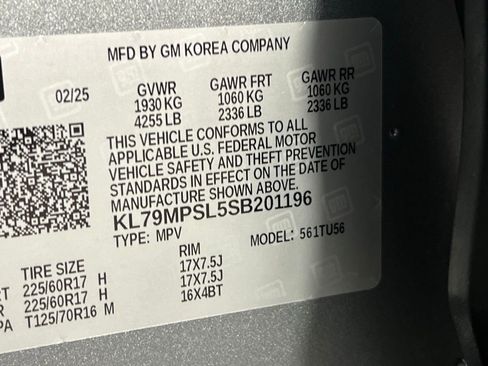 MFD BY GM KOREA COMPANY
02/25 GVWR GAWR FRT GAWR RR
1930 KG 1060 KG 1060 KG
4255 LB 2336 LB 2336 LB
THIS VEHICLE CONFORMS TO ALL
APPLICABLE U.S. FEDERAL MOTOR
VEHICLE SAFETY AND THEFT PREVENTION
STANDARDS IN EFFECT ON THE DATE OF
MANUFACTURE SHOWN ABOVE.
KL79MPSL5SB201196
TYPE: MPV MODEL: 561TU56
TIRE SIZE RIM
RT 225/60R17 H 17X7.5J
R 225/60R17 H 17X7.5J
PA T125/70R16 M 16X4BT